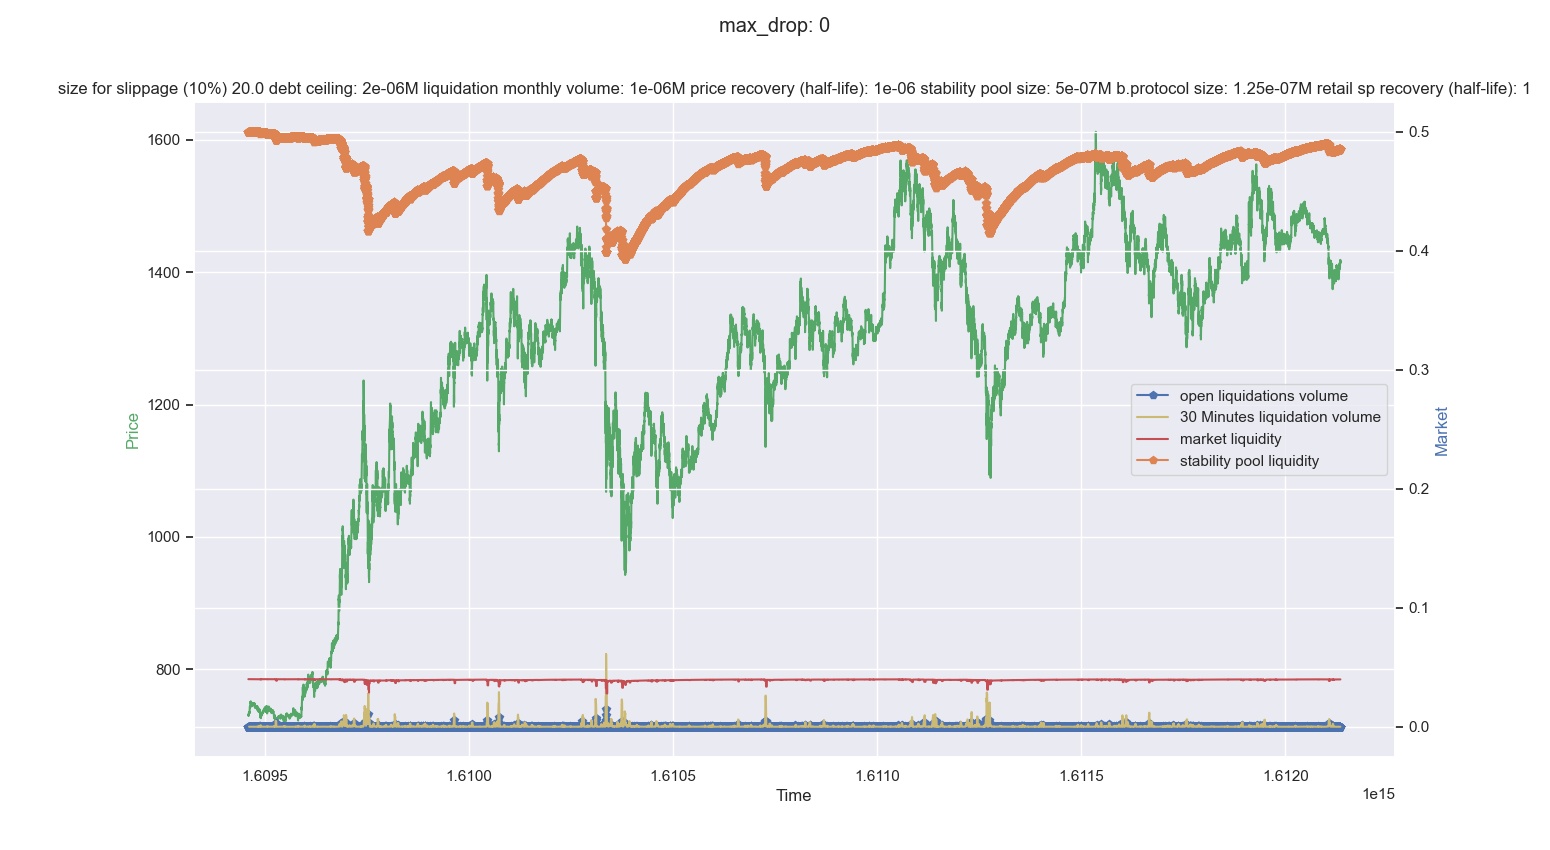 max_drop: 0
size for slippage (10%) 20.0 debt ceiling: 2e-06M liquidation monthly volume: 1e-06M price recovery (half-life): 1e-06 stability pool size: 5e-07M b.protocol size: 1.25e-07M retail sp recovery (half-life): 1
1600
1400
1200
1000
800
Price
0.5
0.4
0.3
0.2
0.1
0.0
Market
open liquidations volume
30 Minutes liquidation volume
market liquidity
stability pool liquidity
1.6095
1.6100
1.6105
1.6110
1.6115
1.6120
1e15
Time